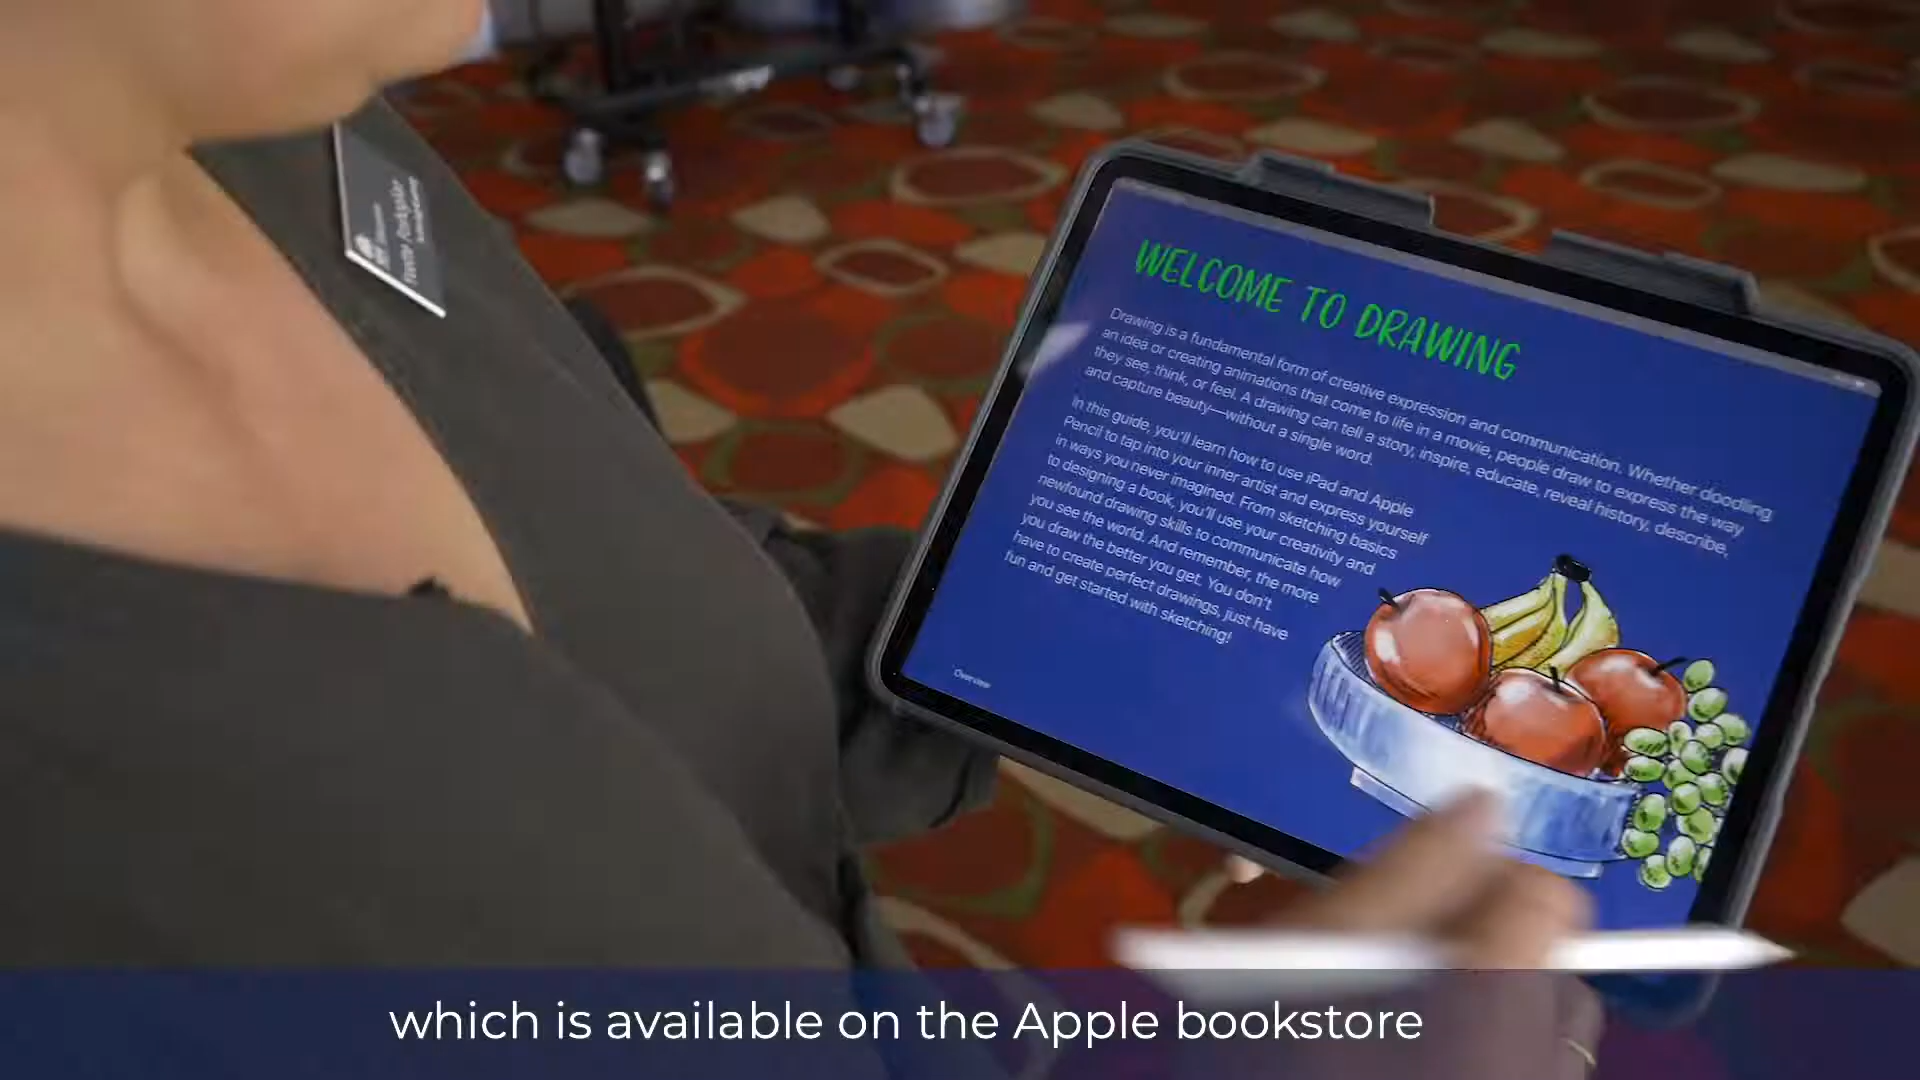 WELCOME TO DRAWING
Drawing is a fundamental form of creative expression and communication. Whether doodling
an idea or creating animations that come to life in a movie, people draw to express the way
they see, think, or feel. A drawing can tell a story, inspire, educate, reveal history, describe,
and capture beauty—without a single word.
In this guide, you'll learn how to use iPad and Apple
Pencil to tap into your inner artist and express yourself
in ways you never imagined. From sketching basics
to designing a book, you'll use your creativity and
newfound drawing skills to communicate how
you see the world. And remember, the more
you draw the better you get. You don't
have to create perfect drawings, just have
fun and get started with sketching!
Overview
which is available on the Apple bookstore